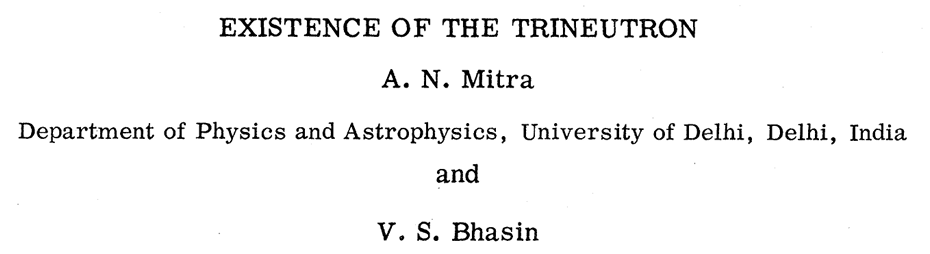 EXISTENCE OF THE TRINEUTRON
A. N. Mitra
Department of Physics and Astrophysics, University of Delhi, Delhi, India
and
V. S. Bhasin